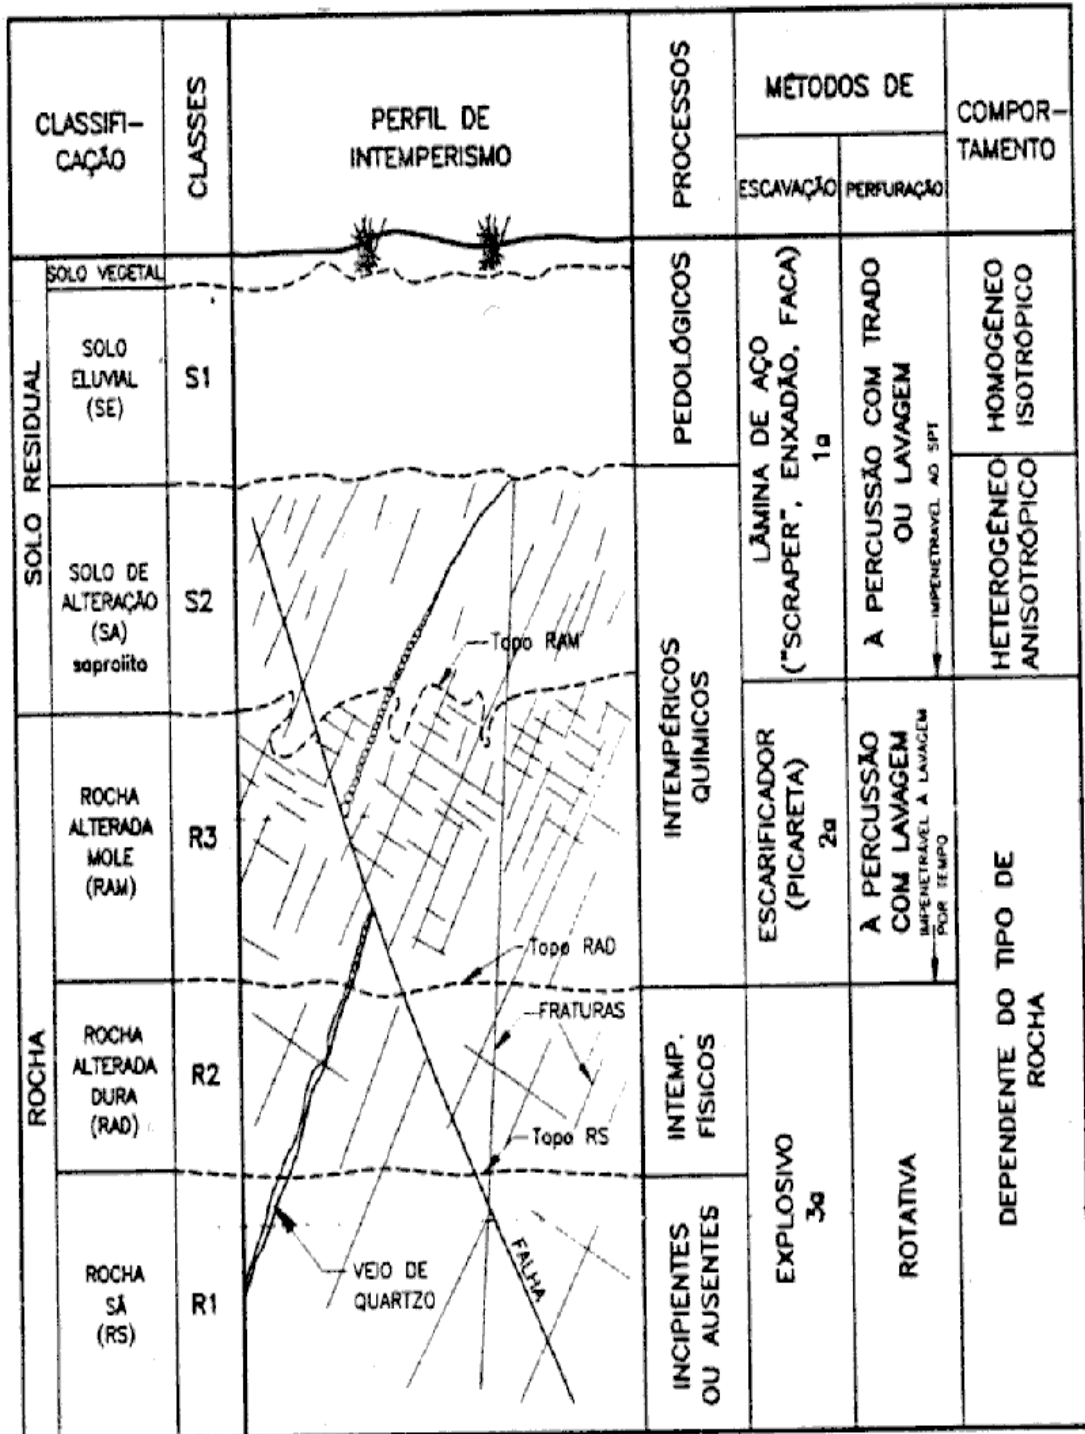 CLASSIFI-
CAÇÃO
CLASSES
PERFIL DE
INTEMPERISMO
PROCESSOS
MÉTODOS DE
ESCAVAÇÃO
PERFURAÇÃO
COMPOR-
TAMENTO
SOLO RESIDUAL
SOLO VEGETAL
SOLO
ELUVIAL
(SE)
S1
SOLO DE
ALTERAÇÃO
(SA)
saprolito
S2
ROCHA
ROCHA
ALTERADA
MOLE
(RAM)
R3
ROCHA
ALTERADA
DURA
(RAD)
R2
ROCHA
SÃ
(RS)
R1
Topo RAM
Topo RAD
FRATURAS
Topo RS
VEIO DE
QUARTZO
FALHA
PEDOLÓGICOS
INTEMPÉRICOS
QUÍMICOS
INTEMP.
FÍSICOS
INCIPIENTES
OU AUSENTES
LÂMINA DE AÇO
("SCRAPER", ENXADÃO, FACA)
1a
ESCARIFICADOR
(PICARETA)
2a
EXPLOSIVO
3a
À PERCUSSÃO COM TRADO
OU LAVAGEM
IMPENETRAVEL AO SPT
À PERCUSSÃO
COM LAVAGEM
IMPENETRÁVEL À LAVAGEM
POR TEMPO
ROTATIVA
HOMOGÊNEO
ISOTRÓPICO
HETEROGÊNEO
ANISOTRÓPICO
DEPENDENTE DO TIPO DE
ROCHA